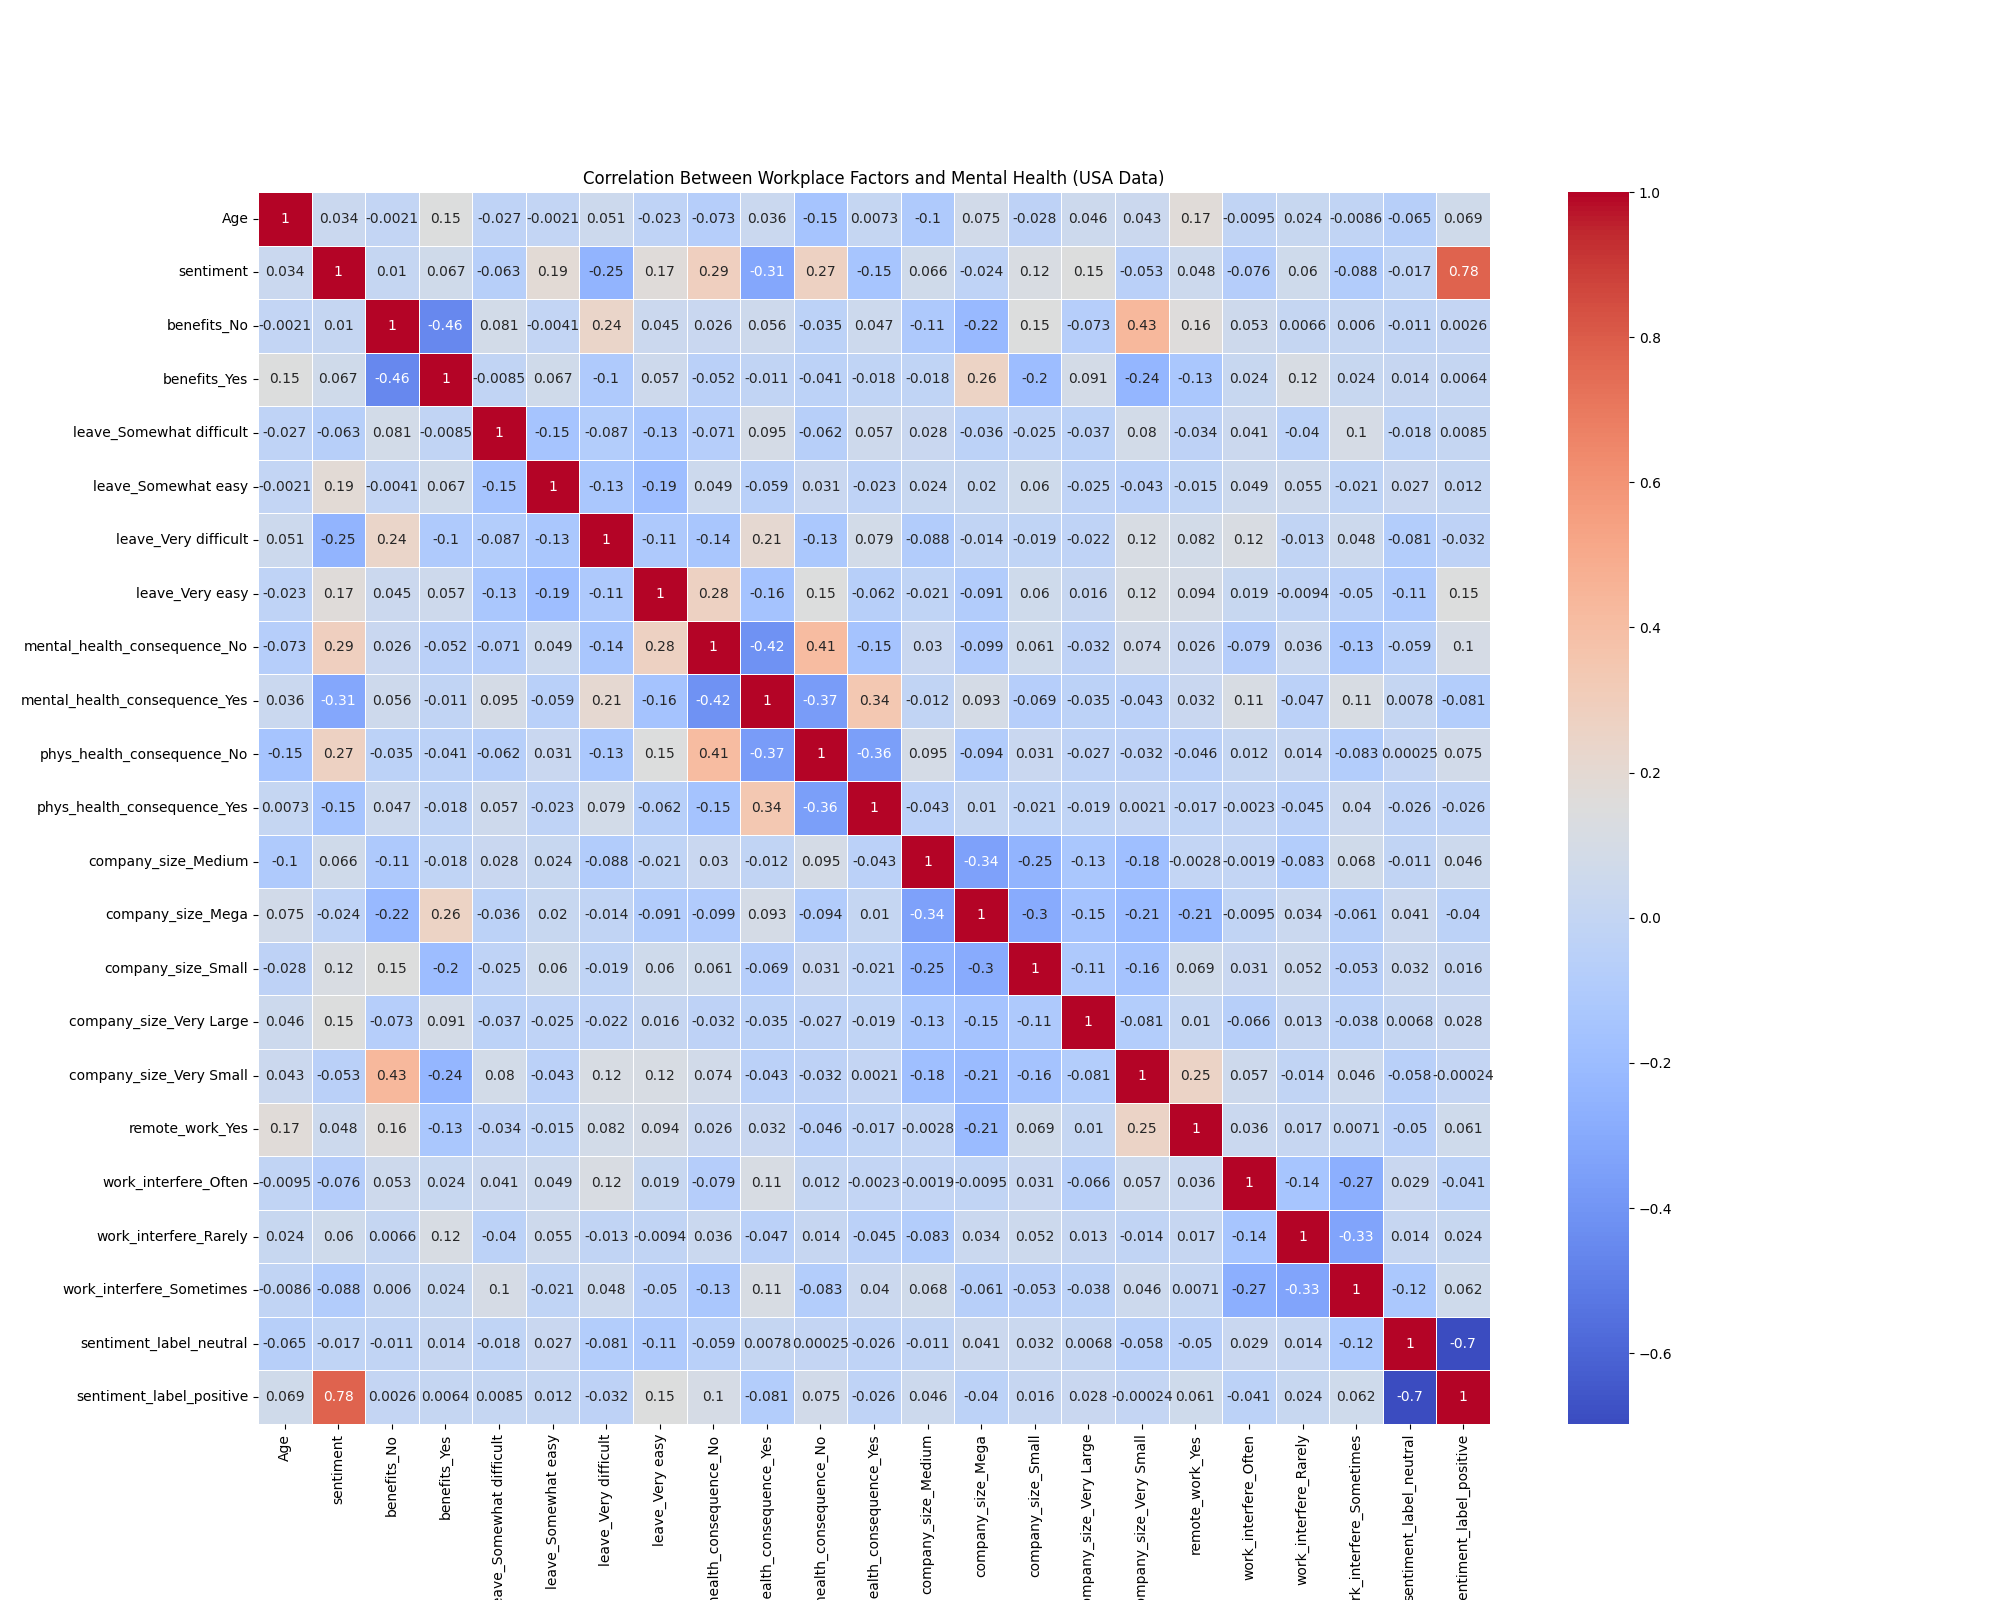 Correlation Between Workplace Factors and Mental Health (USA Data)
Age 1 0.034 -0.0021 0.15 -0.027 -0.0021 0.051 -0.023 -0.073 0.036 -0.15 0.0073 -0.1 0.075 -0.028 0.046 0.043 0.17 -0.0095 0.024 -0.0086 -0.065 0.069
sentiment 0.034 1 0.01 0.067 -0.063 0.19 -0.25 0.17 0.29 -0.31 0.27 -0.15 0.066 -0.024 0.12 0.15 -0.053 0.048 -0.076 0.06 -0.088 -0.017 0.78
benefits_No -0.0021 0.01 1 -0.46 0.081 -0.0041 0.24 0.045 0.026 0.056 -0.035 0.047 -0.11 -0.22 0.15 -0.073 0.43 0.16 0.053 0.0066 0.006 -0.011 0.0026
benefits_Yes 0.15 0.067 -0.46 1 -0.0085 0.067 -0.1 0.057 -0.052 -0.011 -0.041 -0.018 -0.018 0.26 -0.2 0.091 -0.24 -0.13 0.024 0.12 0.024 0.014 0.0064
leave_Somewhat difficult -0.027 -0.063 0.081 -0.0085 1 -0.15 -0.087 -0.13 -0.071 0.095 -0.062 0.057 0.028 -0.036 -0.025 -0.037 0.08 -0.034 0.041 -0.04 0.1 -0.018 0.0085
leave_Somewhat easy -0.0021 0.19 -0.0041 0.067 -0.15 1 -0.13 -0.19 0.049 -0.059 0.031 -0.023 0.024 0.02 0.06 -0.025 -0.043 -0.015 0.049 0.055 -0.021 0.027 0.012
leave_Very difficult 0.051 -0.25 0.24 -0.1 -0.087 -0.13 1 -0.11 -0.14 0.21 -0.13 0.079 -0.088 -0.014 -0.019 -0.022 0.12 0.082 0.12 -0.013 0.048 -0.081 -0.032
leave_Very easy -0.023 0.17 0.045 0.057 -0.13 -0.19 -0.11 1 0.28 -0.16 0.15 -0.062 -0.021 -0.091 0.06 0.016 0.12 0.094 0.019 -0.0094 -0.05 -0.11 0.15
mental_health_consequence_No -0.073 0.29 0.026 -0.052 -0.071 0.049 -0.14 0.28 1 -0.42 0.41 -0.15 0.03 -0.099 0.061 -0.032 0.074 0.026 -0.079 0.036 -0.13 -0.059 0.1
mental_health_consequence_Yes 0.036 -0.31 0.056 -0.011 0.095 -0.059 0.21 -0.16 -0.42 1 -0.37 0.34 -0.012 0.093 -0.069 -0.035 -0.043 0.032 0.11 -0.047 0.11 0.0078 -0.081
phys_health_consequence_No -0.15 0.27 -0.035 -0.041 -0.062 0.031 -0.13 0.15 0.41 -0.37 1 -0.36 0.095 -0.094 0.031 -0.027 -0.032 -0.046 0.012 0.014 -0.083 0.00025 0.075
phys_health_consequence_Yes 0.0073 -0.15 0.047 -0.018 0.057 -0.023 0.079 -0.062 -0.15 0.34 -0.36 1 -0.043 0.01 -0.021 -0.019 0.0021 -0.017 -0.0023 -0.045 0.04 -0.026 -0.026
company_size_Medium -0.1 0.066 -0.11 -0.018 0.028 0.024 -0.088 -0.021 0.03 -0.012 0.095 -0.043 1 -0.34 -0.25 -0.13 -0.18 -0.0028 -0.0019 -0.083 0.068 -0.011 0.046
company_size_Mega 0.075 -0.024 -0.22 0.26 -0.036 0.02 -0.014 -0.091 -0.099 0.093 -0.094 0.01 -0.34 1 -0.3 -0.15 -0.21 -0.21 -0.0095 0.034 -0.061 0.041 -0.04
company_size_Small -0.028 0.12 0.15 -0.2 -0.025 0.06 -0.019 0.06 0.061 -0.069 0.031 -0.021 -0.25 -0.3 1 -0.11 -0.16 0.069 0.031 0.052 -0.053 0.032 0.016
company_size_Very Large 0.046 0.15 -0.073 0.091 -0.037 -0.025 -0.022 0.016 -0.032 -0.035 -0.027 -0.019 -0.13 -0.15 -0.11 1 -0.081 0.01 -0.066 0.013 -0.038 0.0068 0.028
company_size_Very Small 0.043 -0.053 0.43 -0.24 0.08 -0.043 0.12 0.12 0.074 -0.043 -0.032 0.0021 -0.18 -0.21 -0.16 -0.081 1 0.25 0.057 -0.014 0.046 -0.058 -0.00024
remote_work_Yes 0.17 0.048 0.16 -0.13 -0.034 -0.015 0.082 0.094 0.026 0.032 -0.046 -0.017 -0.0028 -0.21 0.069 0.01 0.25 1 0.036 0.017 0.0071 -0.05 0.061
work_interfere_Often -0.0095 -0.076 0.053 0.024 0.041 0.049 0.12 0.019 -0.079 0.11 0.012 -0.0023 -0.0019 -0.0095 0.031 -0.066 0.057 0.036 1 -0.14 -0.27 0.029 -0.041
work_interfere_Rarely 0.024 0.06 0.0066 0.12 -0.04 0.055 -0.013 -0.0094 0.036 -0.047 0.014 -0.045 -0.083 0.034 0.052 0.013 -0.014 0.017 -0.14 1 -0.33 0.014 0.024
work_interfere_Sometimes -0.0086 -0.088 0.006 0.024 0.1 -0.021 0.048 -0.05 -0.13 0.11 -0.083 0.04 0.068 -0.061 -0.053 -0.038 0.046 0.0071 -0.27 -0.33 1 -0.12 0.062
sentiment_label_neutral -0.065 -0.017 -0.011 0.014 -0.018 0.027 -0.081 -0.11 -0.059 0.0078 0.00025 -0.026 -0.011 0.041 0.032 0.0068 -0.058 -0.05 0.029 0.014 -0.12 1 -0.7
sentiment_label_positive 0.069 0.78 0.0026 0.0064 0.0085 0.012 -0.032 0.15 0.1 -0.081 0.075 -0.026 0.046 -0.04 0.016 0.028 -0.00024 0.061 -0.041 0.024 0.062 -0.7 1
Age
sentiment
benefits_No
benefits_Yes
eave_Somewhat difficult
leave_Somewhat easy
leave_Very difficult
leave_Very easy
health_consequence_No
ealth_consequence_Yes
health_consequence_No
ealth_consequence_Yes
company_size_Medium
company_size_Mega
company_size_Small
ompany_size_Very Large
ompany_size_Very Small
remote_work_Yes
work_interfere_Often
work_interfere_Rarely
rk_interfere_Sometimes
sentiment_label_neutral
entiment_label_positive
1.0
0.8
0.6
0.4
0.2
0.0
−0.2
−0.4
−0.6